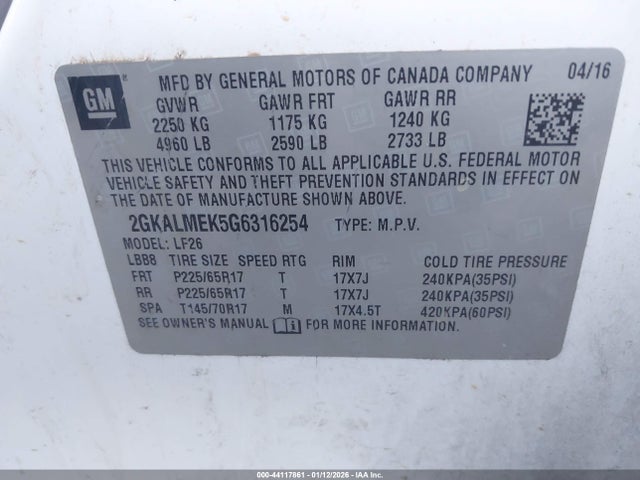 GM
MFD BY GENERAL MOTORS OF CANADA COMPANY 04/16
GVWR GAWR FRT GAWR RR
2250 KG 1175 KG 1240 KG
4960 LB 2590 LB 2733 LB
THIS VEHICLE CONFORMS TO ALL APPLICABLE U.S. FEDERAL MOTOR
VEHICLE SAFETY AND THEFT PREVENTION STANDARDS IN EFFECT ON
THE DATE OF MANUFACTURE SHOWN ABOVE.
2GKALMEK5G6316254 TYPE: M.P.V.
MODEL: LF26
LBB8 TIRE SIZE SPEED RTG RIM COLD TIRE PRESSURE
FRT P225/65R17 T 17X7J 240KPA(35PSI)
RR P225/65R17 T 17X7J 240KPA(35PSI)
SPA T145/70R17 M 17X4.5T 420KPA(60PSI)
SEE OWNER'S MANUAL FOR MORE INFORMATION.
000-44117861 - 01/12/2026 - IAAI.COM